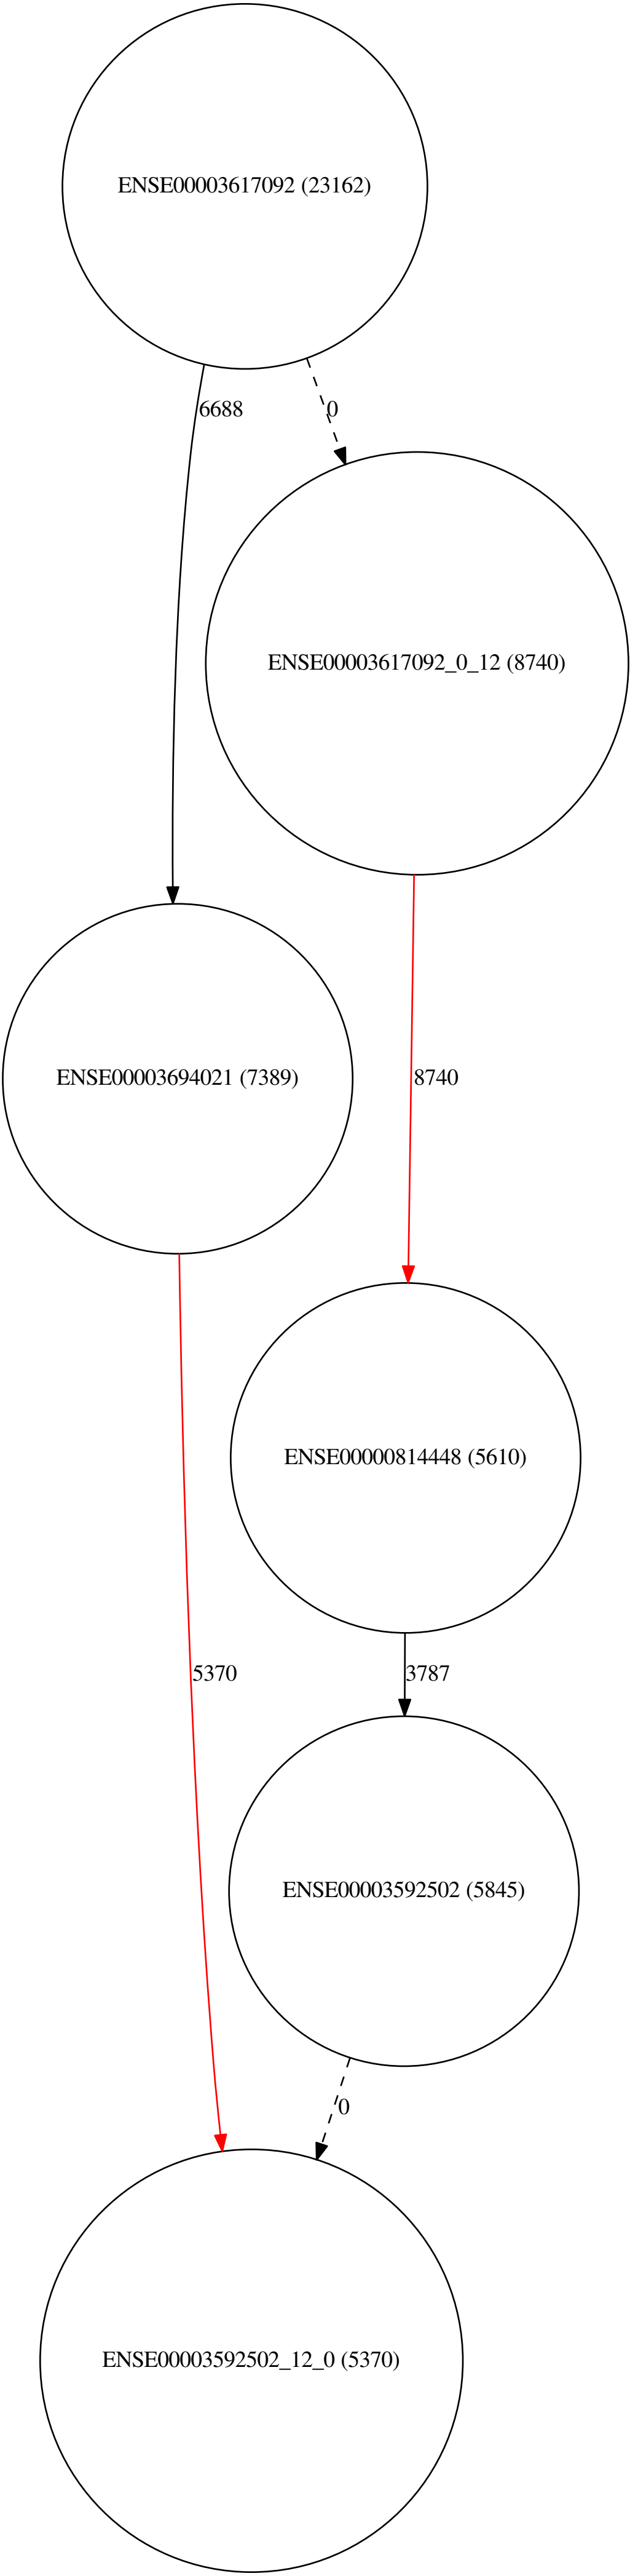 ENSE00003617092 (23162)
6688
0
ENSE00003617092_0_12 (8740)
ENSE00003694021 (7389)
8740
ENSE00000814448 (5610)
5370
3787
ENSE00003592502 (5845)
0
ENSE00003592502_12_0 (5370)